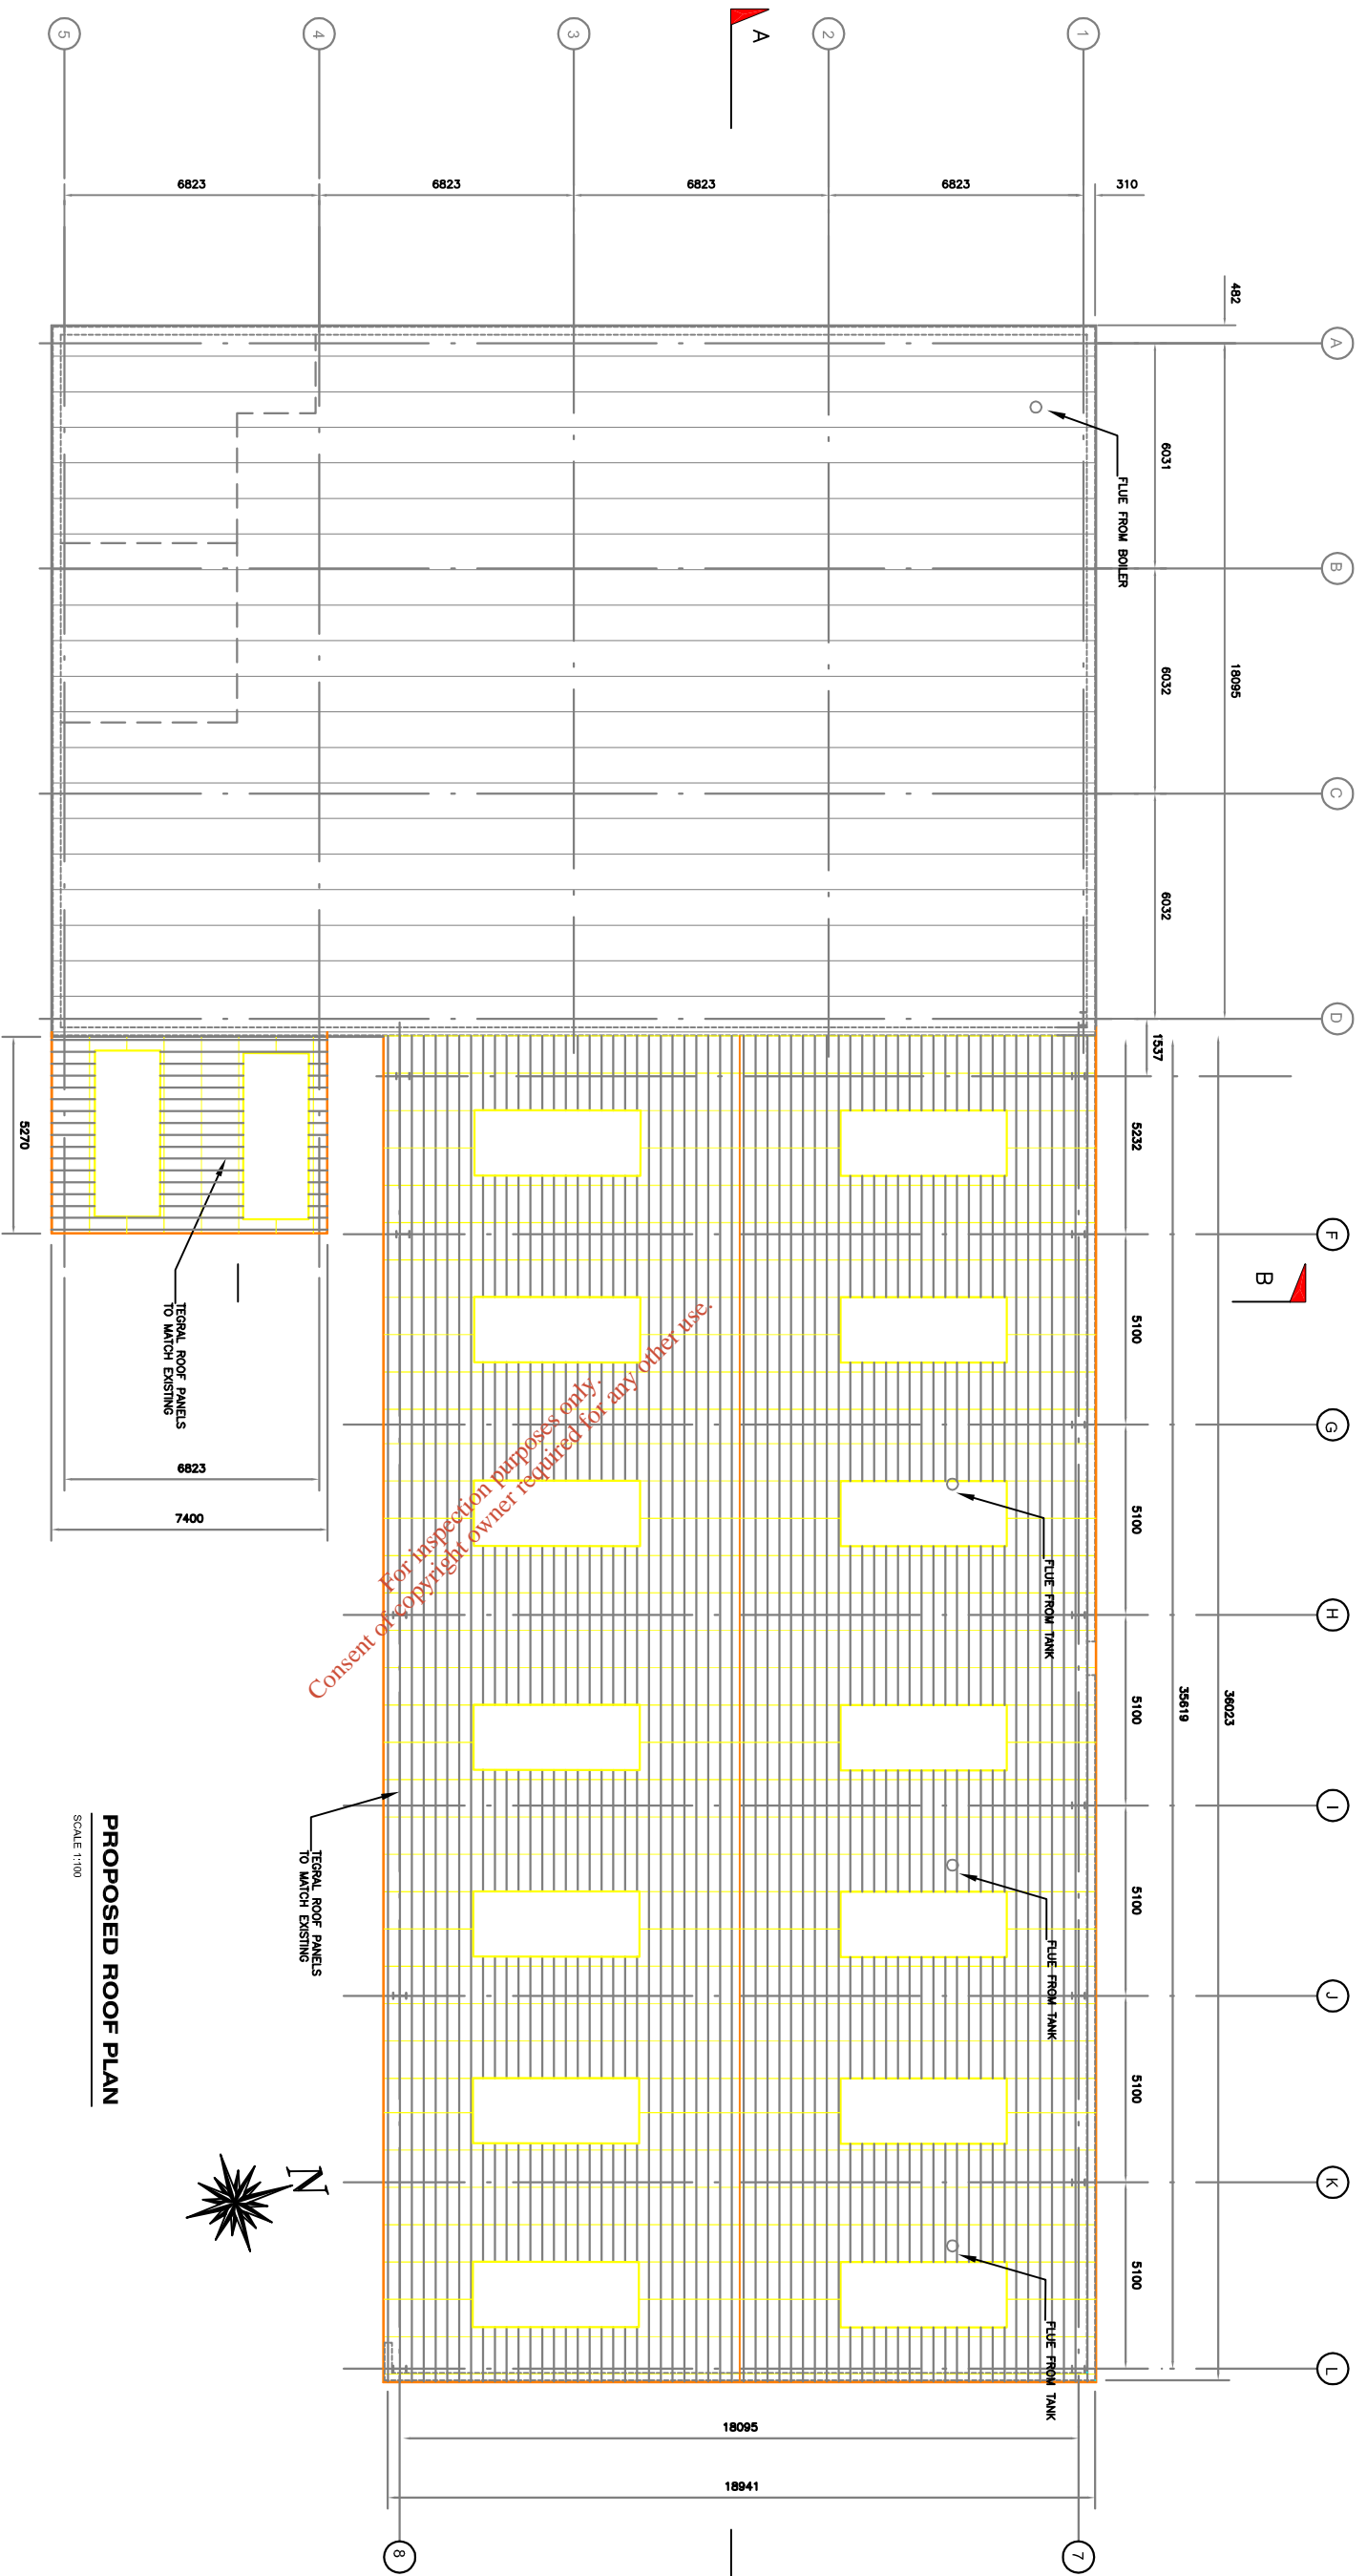 A
B
C
D
F
G
H
I
J
K
L
B
482
18095
36023
35619
6031
6032
6032
1537
5232
5100
5100
5100
5100
5100
5100
FLUE FROM BOILER
FLUE FROM TANK
FLUE FROM TANK
FLUE FROM TANK
1
2
3
4
5
A
310
6823
6823
6823
6823
7
8
18095
18941
5270
6823
7400
TEGRAL ROOF PANELS
TO MATCH EXISTING
TEGRAL ROOF PANELS
TO MATCH EXISTING
For inspection purposes only.
Consent of copyright owner required for any other use.
N
PROPOSED ROOF PLAN
SCALE 1:100